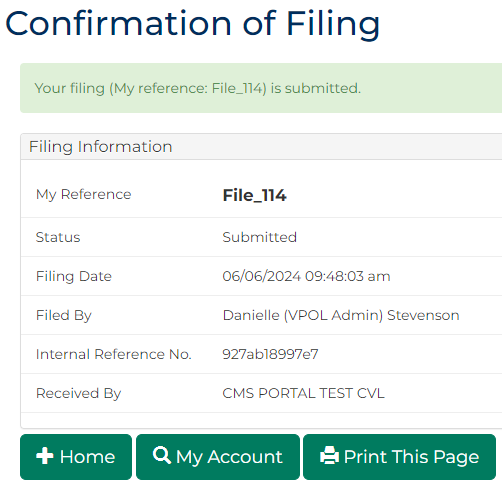 Confirmation of Filing
Your filing (My reference: File_114) is submitted.
Filing Information
My Reference File_114
Status Submitted
Filing Date 06/06/2024 09:48:03 am
Filed By Danielle (VPOL Admin) Stevenson
Internal Reference No. 927ab18997e7
Received By CMS PORTAL TEST CVL
Home My Account Print This Page